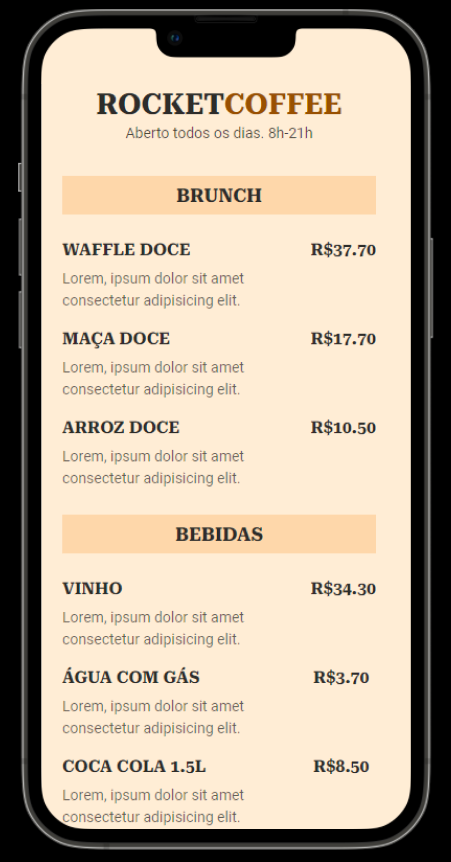 ROCKETCOFFEE
Aberto todos os dias. 8h-21h
BRUNCH
WAFFLE DOCE R$37.70
Lorem, ipsum dolor sit amet
consectetur adipisicing elit.
MAÇA DOCE R$17.70
Lorem, ipsum dolor sit amet
consectetur adipisicing elit.
ARROZ DOCE R$10.50
Lorem, ipsum dolor sit amet
consectetur adipisicing elit.
BEBIDAS
VINHO R$34.30
Lorem, ipsum dolor sit amet
consectetur adipisicing elit.
ÁGUA COM GÁS R$3.70
Lorem, ipsum dolor sit amet
consectetur adipisicing elit.
COCA COLA 1.5L R$8.50
Lorem, ipsum dolor sit amet
consectetur adipisicing elit.